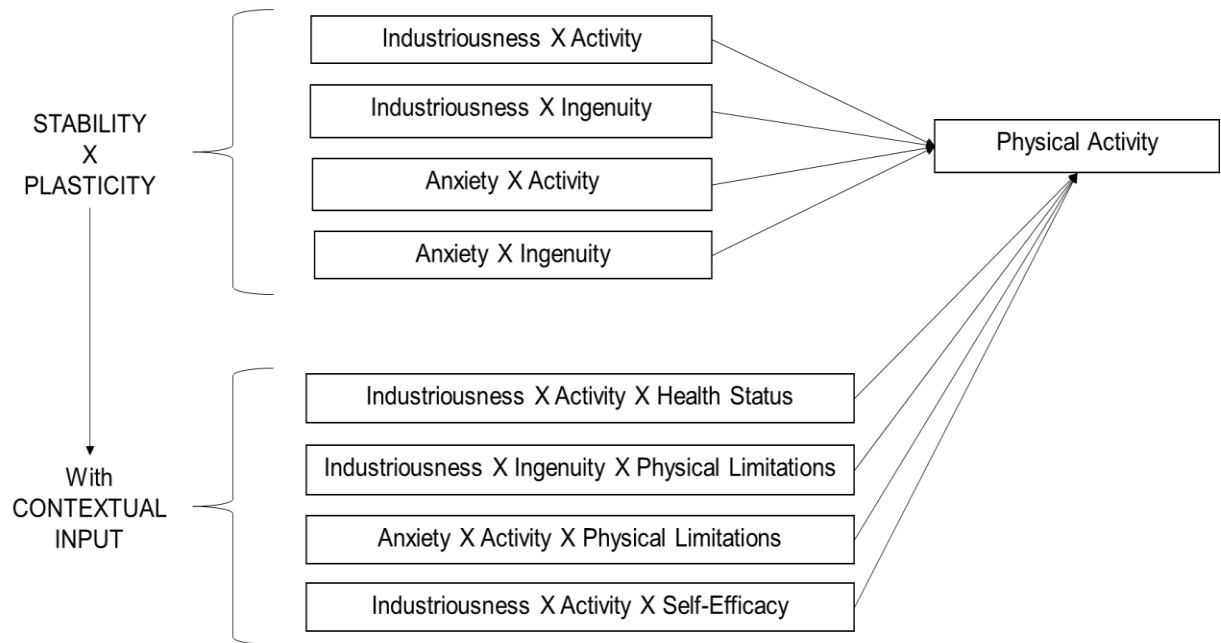 STABILITY
X
PLASTICITY
Industriousness X Activity
Industriousness X Ingenuity
Anxiety X Activity
Anxiety X Ingenuity
Physical Activity
With
CONTEXTUAL
INPUT
Industriousness X Activity X Health Status
Industriousness X Ingenuity X Physical Limitations
Anxiety X Activity X Physical Limitations
Industriousness X Activity X Self-Efficacy